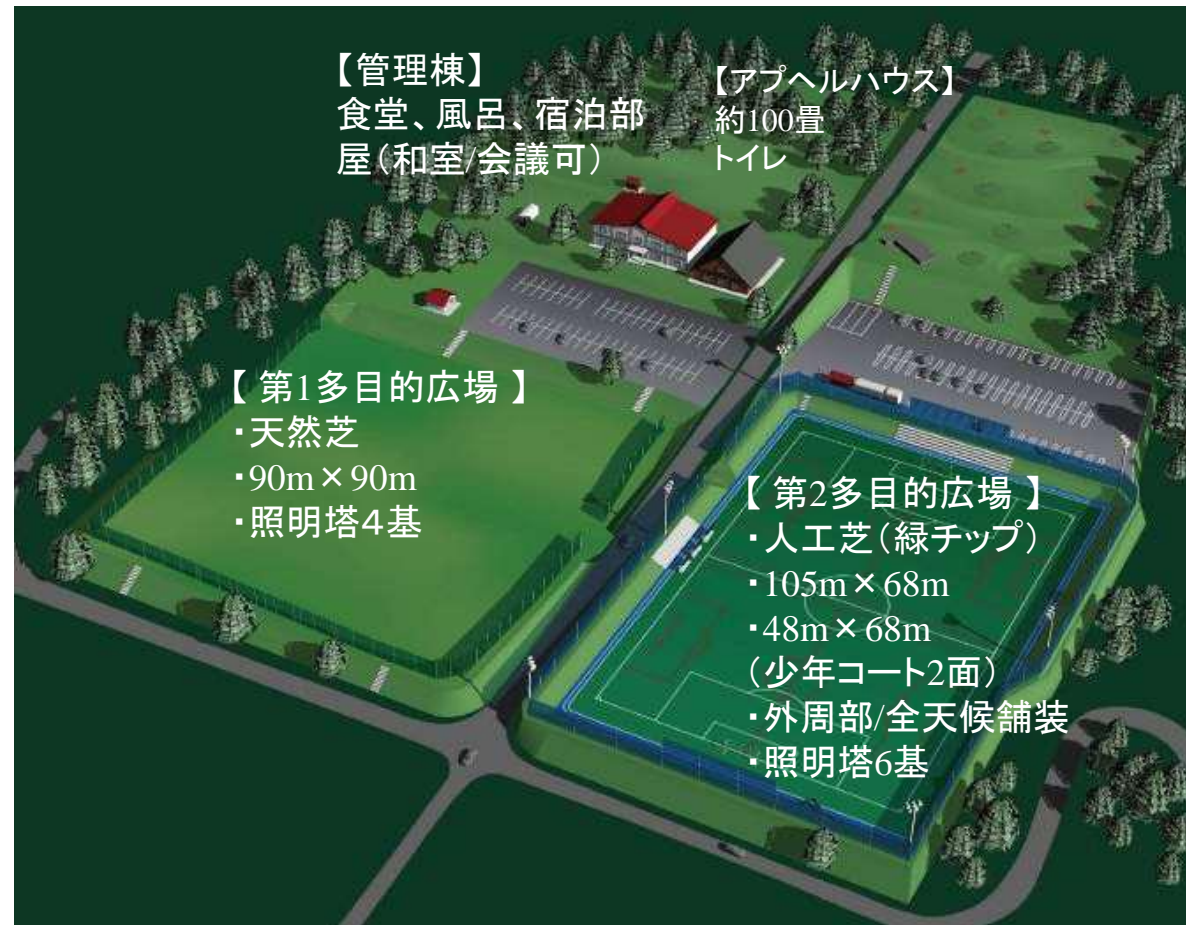 【管理棟】
食堂、風呂、宿泊部
屋(和室/会議可)
【アプヘルハウス】
約100畳
トイレ
【 第1多目的広場 】
・天然芝
・90m×90m
・照明塔4基
【 第2多目的広場 】
・人工芝(緑チップ)
・105m×68m
・48m×68m
(少年コート2面)
・外周部/全天候舗装
・照明塔6基